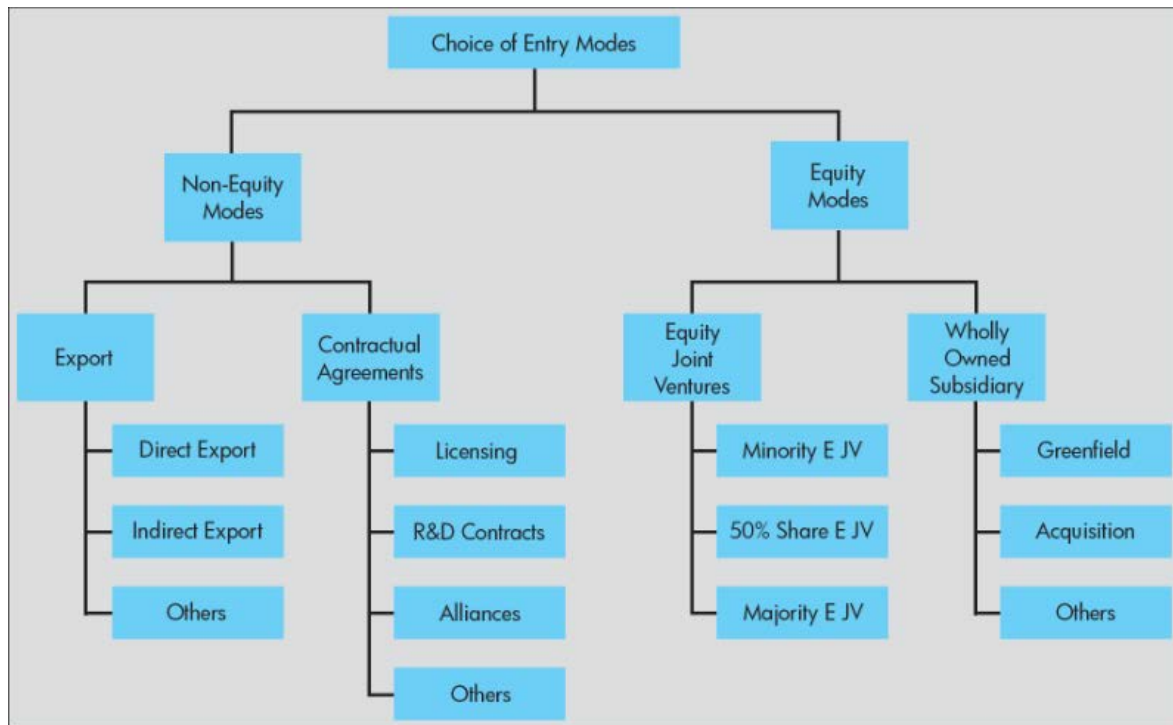 Choice of Entry Modes
Non-Equity
Modes
Equity
Modes
Export
Contractual
Agreements
Equity
Joint
Ventures
Wholly
Owned
Subsidiary
Direct Export
Licensing
Minority E JV
Greenfield
Indirect Export
R&D Contracts
50% Share E JV
Acquisition
Others
Alliances
Majority E JV
Others
Others